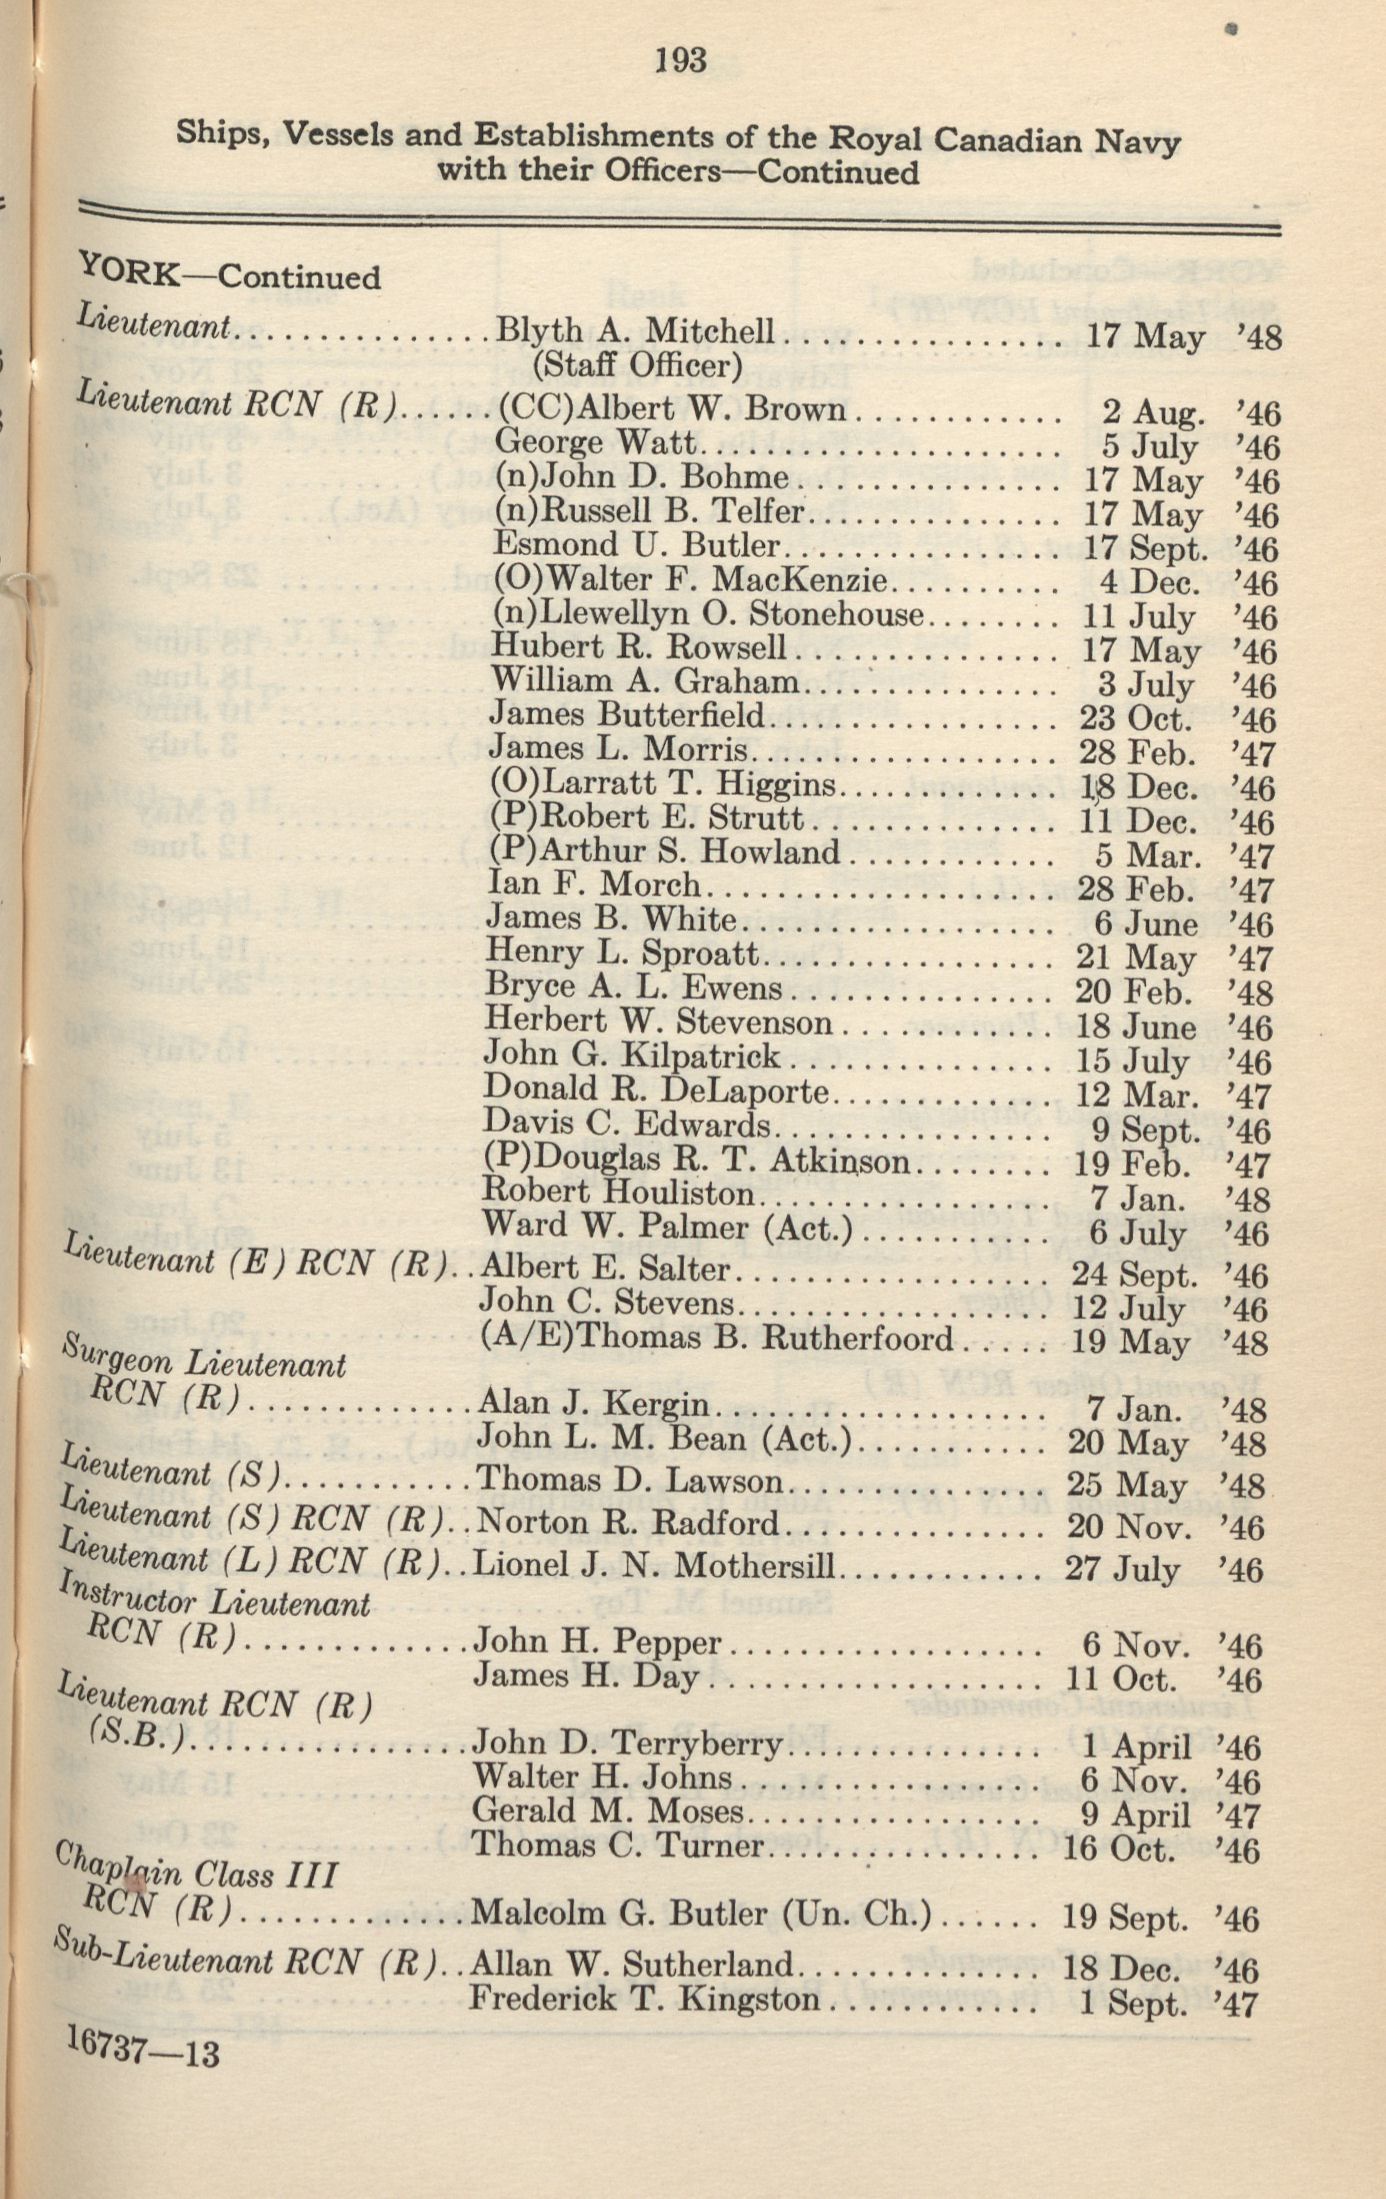 193
Ships, Vessels and Establishments of the Royal Canadian Navy
with their Officers—Continued
YORK—Continued
Lieutenant...............Blyth A. Mitchell................ 17 May ’48
(Staff Officer)
Lieutenant RCN (R)......(CC)Albert W. Brown............. 2 Aug. ’46
George Watt...................... 5 July ’46
(n)John D. Bohme................ 17 May ’46
(n)Russell B. Telfer............... 17 May ’46
Esmond U. Butler................. 17 Sept. ’46
(O)Walter F. MacKenzie.......... 4 Dec. ’46
(n)Llewellyn O. Stonehouse........ 11 July ’46
Hubert R. Rowsell................ 17 May ’46
William A. Graham............... 3 July ’46
James Butterfield................. 23 Oct. ’46
James L. Morris.................. 28 Feb. ’47
(O)Larratt T. Higgins............. 18 Dec. ’46
(P)Robert E. Strutt............... 11 Dec. ’46
(P)Arthur S. Howland............. 5 Mar. ’47
Ian F. Morch..................... 28 Feb. ’47
James B. White................... 6 June ’46
Henry L. Sproatt................. 21 May ’47
Bryce A. L. Ewens................ 20 Feb. ’48
Herbert W. Stevenson............. 18 June ’46
John G. Kilpatrick................ 15 July ’46
Donald R. DeLaporte............. 12 Mar. ’47
Davis C. Edwards................. 9 Sept. ’46
(P)Douglas R. T. Atkinson........ 19 Feb. ’47
Robert Houliston................. 7 Jan. ’48
Ward W. Palmer (Act.)........... 6 July ’46
Lieutenant (E) RCN (R)..Albert E. Salter................... 24 Sept. ’46
John C. Stevens.................. 12 July ’46
(A/E)Thomas B. Rutherfoord..... 19 May ’48
Surgeon Lieutenant
RCN (R).............Alan J. Kergin.................... 7 Jan. ’48
John L. M. Bean (Act.)........... 20 May ’48
Lieutenant (S)...........Thomas D. Lawson............... 25 May ’48
Lieutenant (S) RCN (R)..Norton R. Radford............... 20 Nov. ’46
Lieutenant (L) RCN (R)..Lionel J. N. Mothersill............ 27 July ’46
Instructor Lieutenant
RCN (R).............John H. Pepper................... 6 Nov. ’46
James H. Day.................... 11 Oct. ’46
Lieutenant RCN (R)
(S.B.)................John D. Terryberry............... 1 April ’46
Walter H. Johns.................. 6 Nov. ’46
Gerald M. Moses................. 9 April ’47
Thomas C. Turner................ 16 Oct. ’46
Chaplain Class III
RCN (R).............Malcolm G. Butler (Un. Ch.)...... 19 Sept. ’46
Sub-Lieutenant RCN (R)..Allan W. Sutherland.............. 18 Dec. ’46
Frederick T. Kingston............. 1 Sept. ’47
16737—13